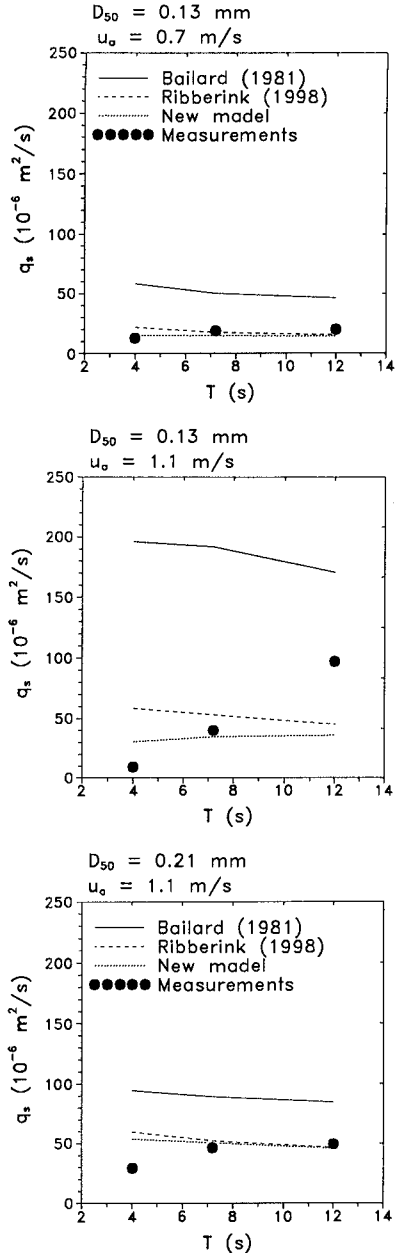 D50 = 0.13 mm
uₐ = 0.7 m/s
250
200
150
100
50
0
qₛ (10⁻⁶ m²/s)
Bailard (1981)
Ribberink (1998)
New madel
Measurements
2 4 6 8 10 12 14
T (s)
D50 = 0.13 mm
uₐ = 1.1 m/s
250
200
150
100
50
0
qₛ (10⁻⁶ m²/s)
2 4 6 8 10 12 14
T (s)
D50 = 0.21 mm
uₐ = 1.1 m/s
250
200
150
100
50
0
qₛ (10⁻⁶ m²/s)
Bailard (1981)
Ribberink (1998)
New madel
Measurements
2 4 6 8 10 12 14
T (s)